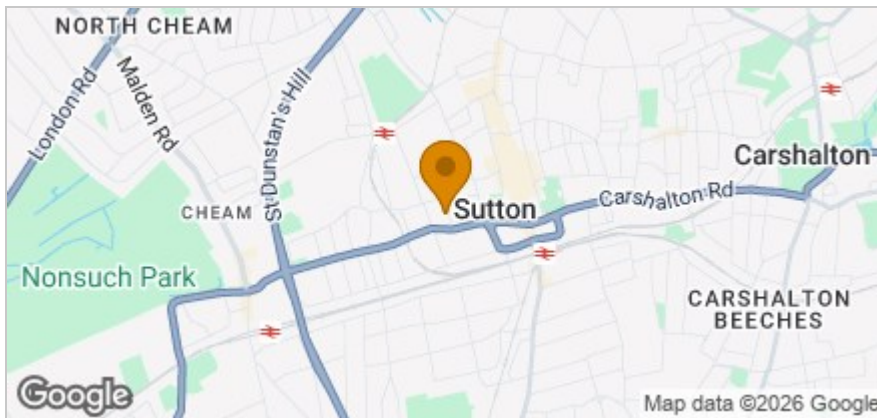 NORTH CHEAM
London Rd
Malden Rd
St Dunstan's Hill
Carshalton
Carshalton Rd
CHEAM
Sutton
Nonsuch Park
CARSHALTON
BEECHES
Google
Map data ©2026 Google